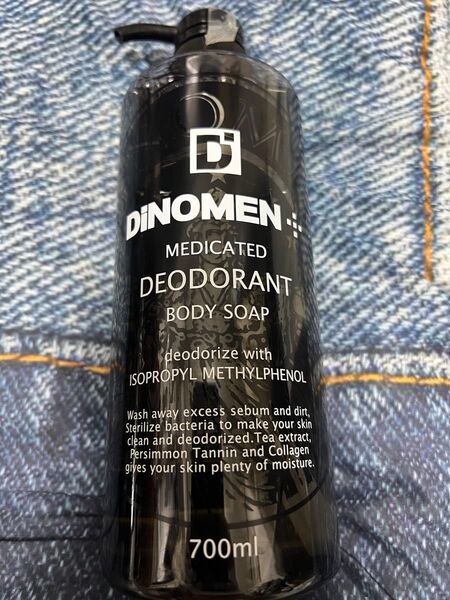 Di
DiNOMEN
MEDICATED
DEODORANT
BODY SOAP
deodorize with
ISOPROPYL METHYLPHENOL
Wash away excess sebum and dirt,
Sterilize bacteria to make your skin
clean and deodorized.Tea extract,
Persimmon Tannin and Collagen
gives your skin plenty of moisture.
700ml